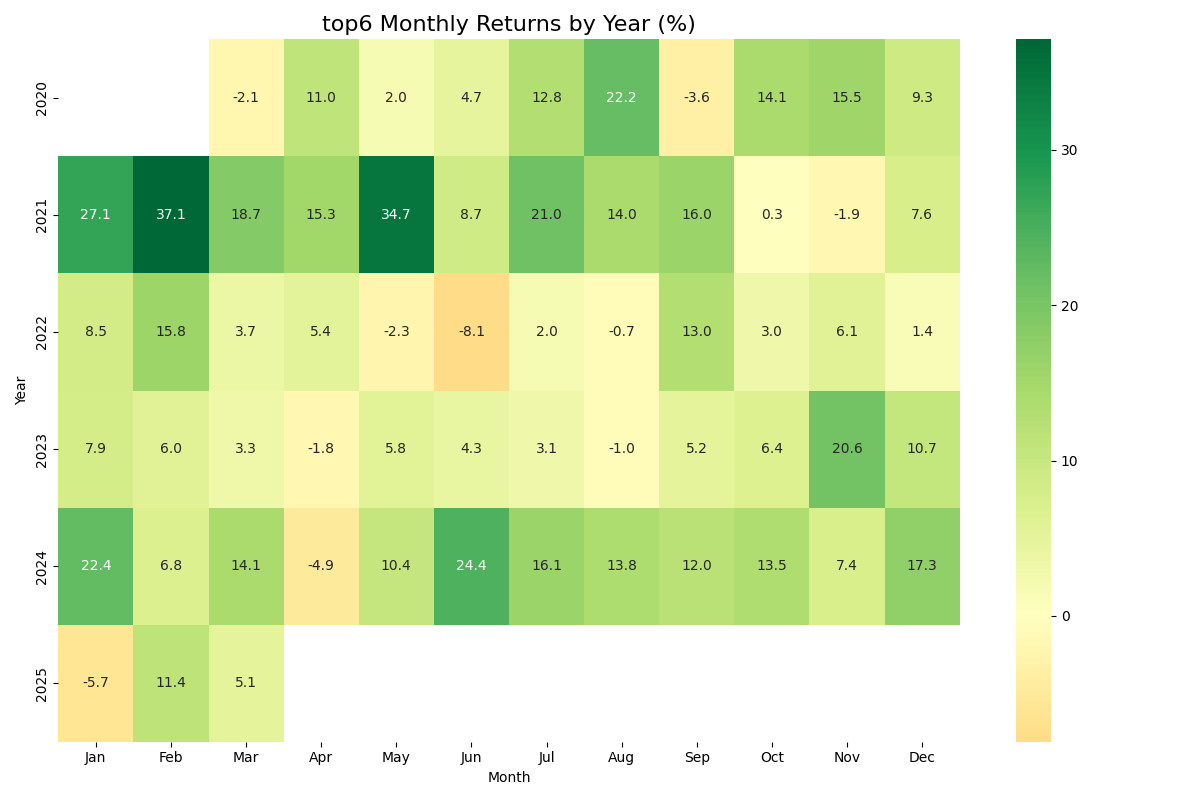 top6 Monthly Returns by Year (%)
2020 -2.1 11.0 2.0 4.7 12.8 22.2 -3.6 14.1 15.5 9.3
2021 27.1 37.1 18.7 15.3 34.7 8.7 21.0 14.0 16.0 0.3 -1.9 7.6
2022 8.5 15.8 3.7 5.4 -2.3 -8.1 2.0 -0.7 13.0 3.0 6.1 1.4
2023 7.9 6.0 3.3 -1.8 5.8 4.3 3.1 -1.0 5.2 6.4 20.6 10.7
2024 22.4 6.8 14.1 -4.9 10.4 24.4 16.1 13.8 12.0 13.5 7.4 17.3
2025 -5.7 11.4 5.1
Jan Feb Mar Apr May Jun Jul Aug Sep Oct Nov Dec
Month
Year
30
20
10
0